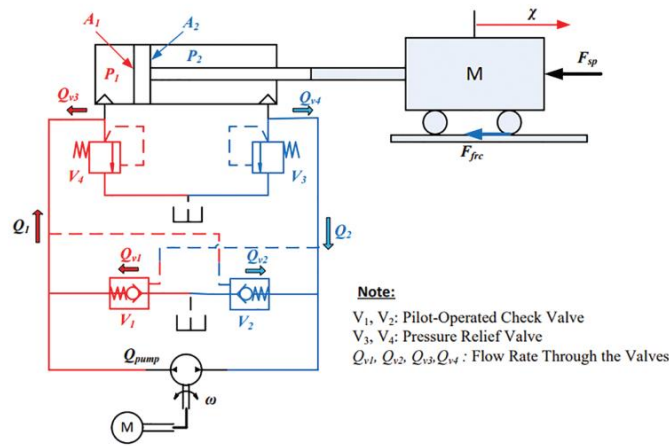 A1 A2 χ
P1 P2 M Fsp
Qv3 Qv4
V4 V3 Ffrc
Q1 Q2
Qv1 Qv2
V1 V2
Qpump
ω
M
Note:
V1, V2: Pilot-Operated Check Valve
V3, V4: Pressure Relief Valve
Qv1, Qv2, Qv3,Qv4 : Flow Rate Through the Valves